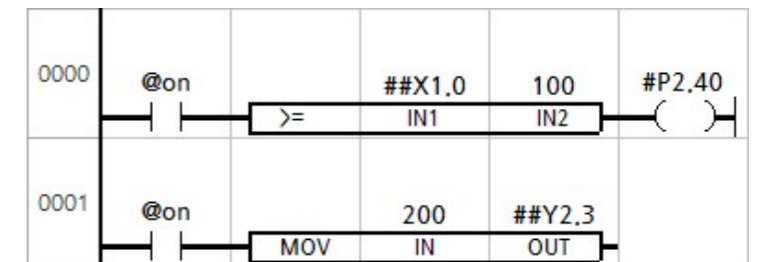 0000 @on ##X1.0 100 #P2.40
>= IN1 IN2
0001 @on 200 ##Y2.3
MOV IN OUT